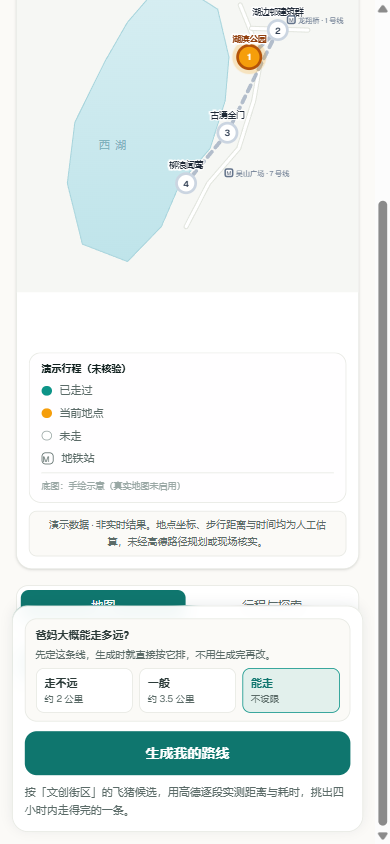 湖边邨建筑群
2
M 龙翔桥 · 1号线
湖滨公园
1
古涌金门
3
西湖
柳浪闻莺
4
M 吴山广场 · 7号线
演示行程（未核验）
已走过
当前地点
未走
M 地铁站
底图：手绘示意（真实地图未启用）
演示数据 · 非实时结果。地点坐标、步行距离与时间均为人工估
算，未经高德路径规划或现场核实。
地图 行程与探索
爸妈大概能走多远？
先定这条线，生成时就直接按它排，不用生成完再改。
走不远 一般 能走
约 2 公里 约 3.5 公里 不设限
生成我的路线
按「文创街区」的飞猪候选，用高德逐段实测距离与耗时，挑出四
小时内走得完的一条。